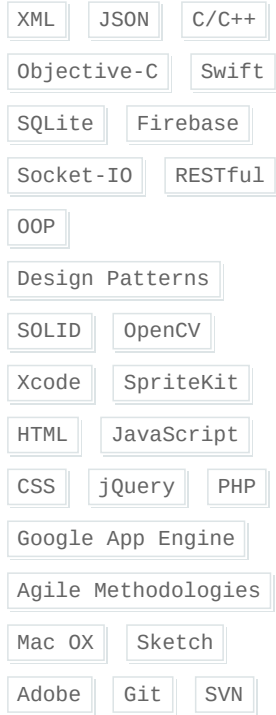 XML JSON C/C++
Objective-C Swift
SQLite Firebase
Socket-IO RESTful
OOP
Design Patterns
SOLID OpenCV
Xcode SpriteKit
HTML JavaScript
CSS jQuery PHP
Google App Engine
Agile Methodologies
Mac OX Sketch
Adobe Git SVN